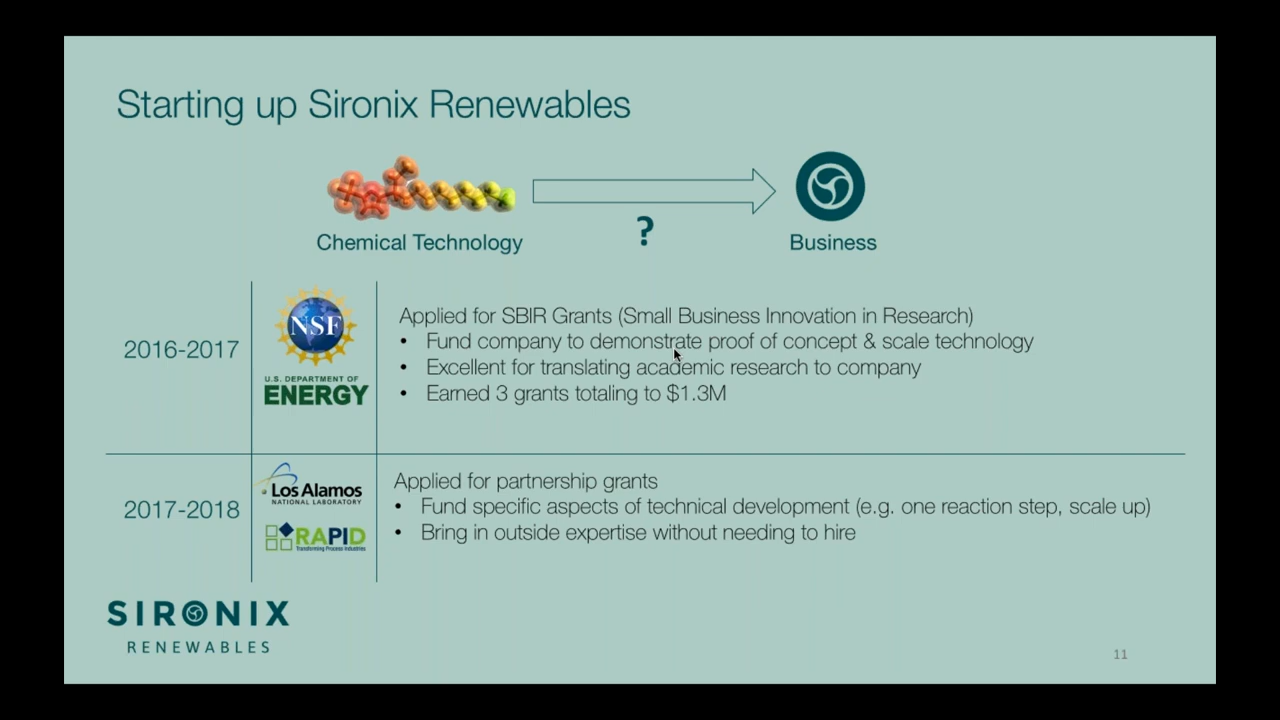 Starting up Sironix Renewables
?
Chemical Technology
Business
2016-2017
NSF
U.S. DEPARTMENT OF
ENERGY
Applied for SBIR Grants (Small Business Innovation in Research)
• Fund company to demonstrate proof of concept & scale technology
• Excellent for translating academic research to company
• Earned 3 grants totaling to $1.3M
2017-2018
Los Alamos
NATIONAL LABORATORY
RAPID
Transforming Process Industries
Applied for partnership grants
• Fund specific aspects of technical development (e.g. one reaction step, scale up)
• Bring in outside expertise without needing to hire
SIRONIX
RENEWABLES
11